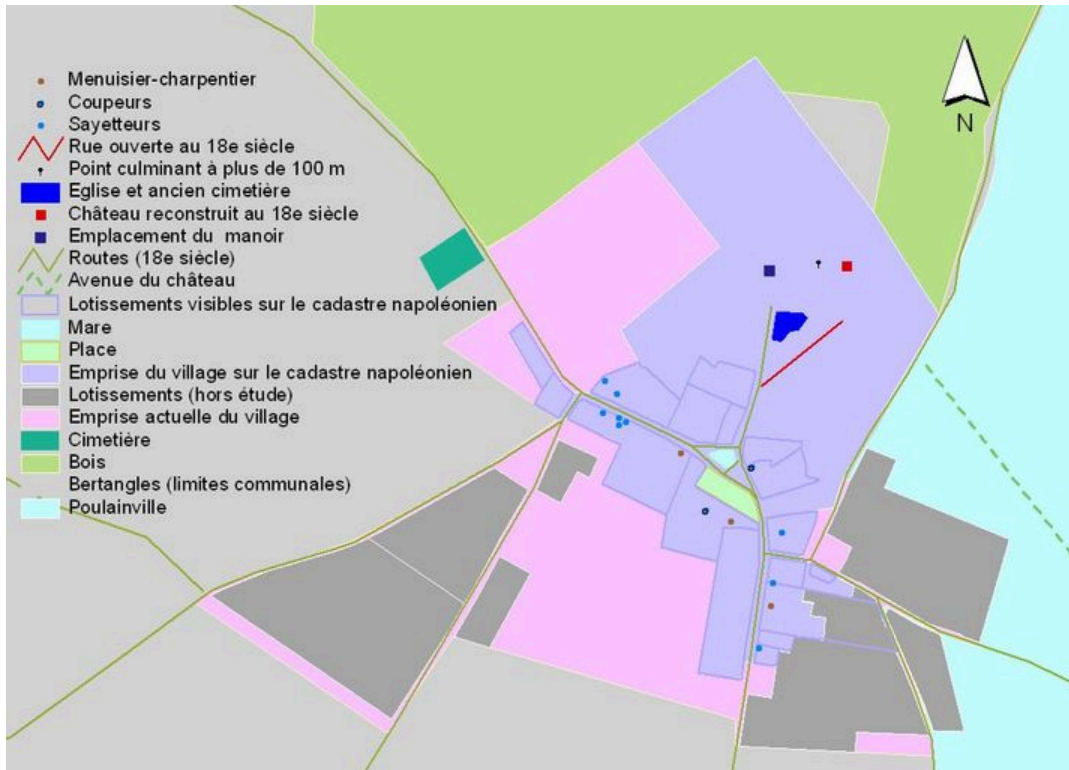 Menuisier-charpentier
Coupeurs
Sayetteurs
Rue ouverte au 18e siècle
Point culminant à plus de 100 m
Eglise et ancien cimetière
Château reconstruit au 18e siècle
Emplacement du manoir
Routes (18e siècle)
Avenue du château
Lotissements visibles sur le cadastre napoléonien
Mare
Place
Emprise du village sur le cadastre napoléonien
Lotissements (hors étude)
Emprise actuelle du village
Cimetière
Bois
Bertangles (limites communales)
Poulainville
N